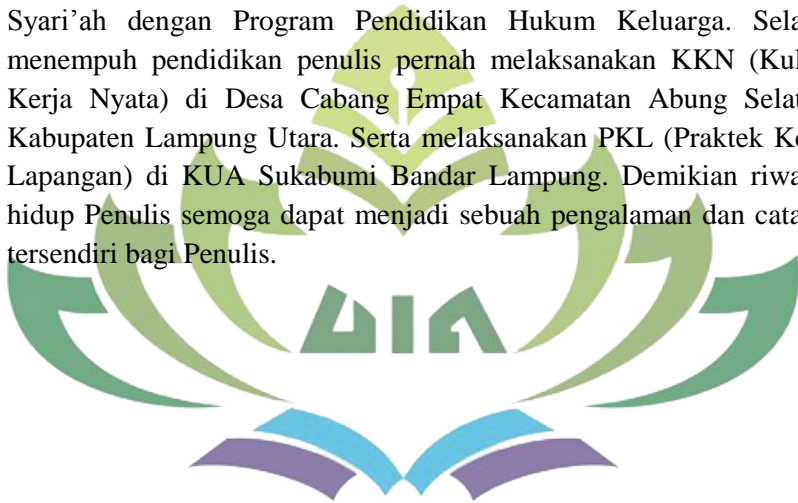 Syari’ah dengan Program Pendidikan Hukum Keluarga. Sela
menempuh pendidikan penulis pernah melaksanakan KKN (Kul
Kerja Nyata) di Desa Cabang Empat Kecamatan Abung Selat
Kabupaten Lampung Utara. Serta melaksanakan PKL (Praktek Ke
Lapangan) di KUA Sukabumi Bandar Lampung. Demikian riwa
hidup Penulis semoga dapat menjadi sebuah pengalaman dan cata
tersendiri bagi Penulis.
UIN